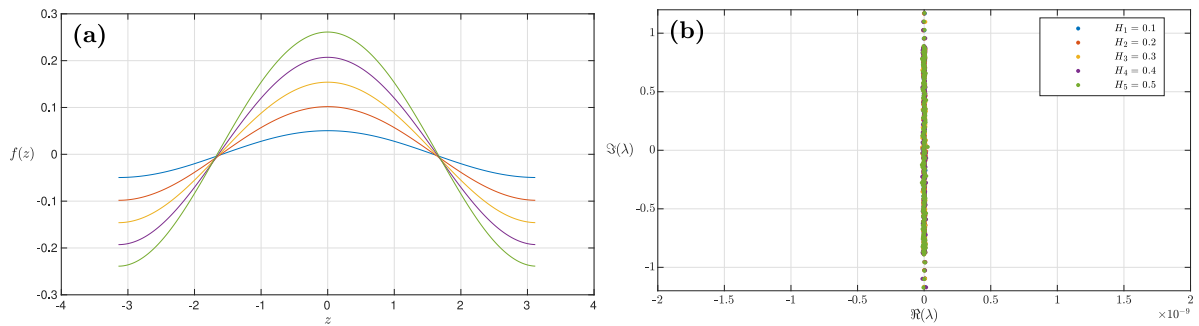 (a)
0.3
0.2
0.1
0
-0.1
-0.2
-0.3
f(z)
-4 -3 -2 -1 0 1 2 3 4
z
(b)
1
0.5
0
-0.5
-1
ℑ(λ)
H₁ = 0.1
H₂ = 0.2
H₃ = 0.3
H₄ = 0.4
H₅ = 0.5
-2 -1.5 -1 -0.5 0 0.5 1 1.5 2
ℜ(λ)
×10⁻⁹